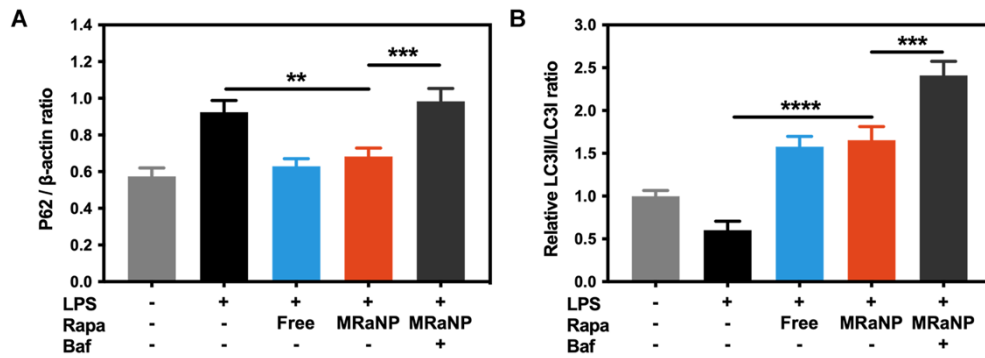 A
P62 / β-actin ratio
1.4
1.2
1.0
0.8
0.6
0.4
0.2
0.0
**
***
LPS - + + + +
Rapa - - Free MRaNP MRaNP
Baf - - - - +
B
Relative LC3II/LC3I ratio
3.0
2.5
2.0
1.5
1.0
0.5
0.0
****
***
LPS - + + + +
Rapa - - Free MRaNP MRaNP
Baf - - - - +